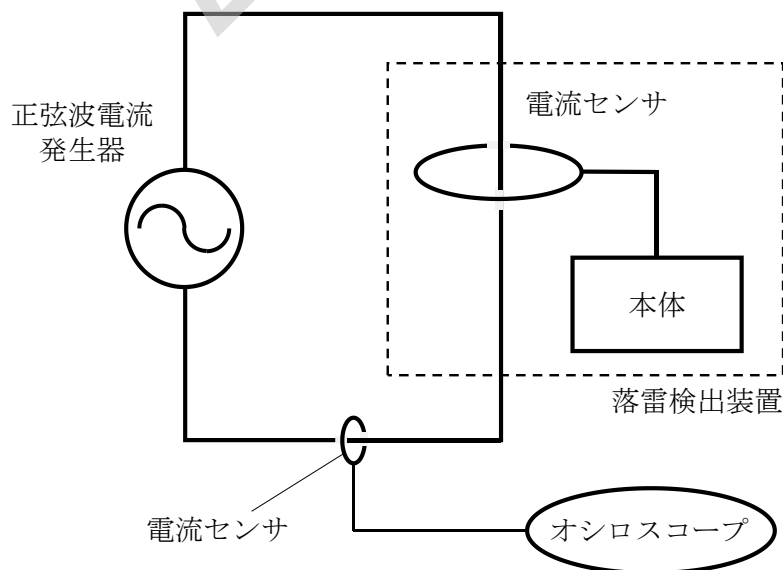 正弦波電流
発生器
電流センサ
本体
落雷検出装置
電流センサ
オシロスコープ